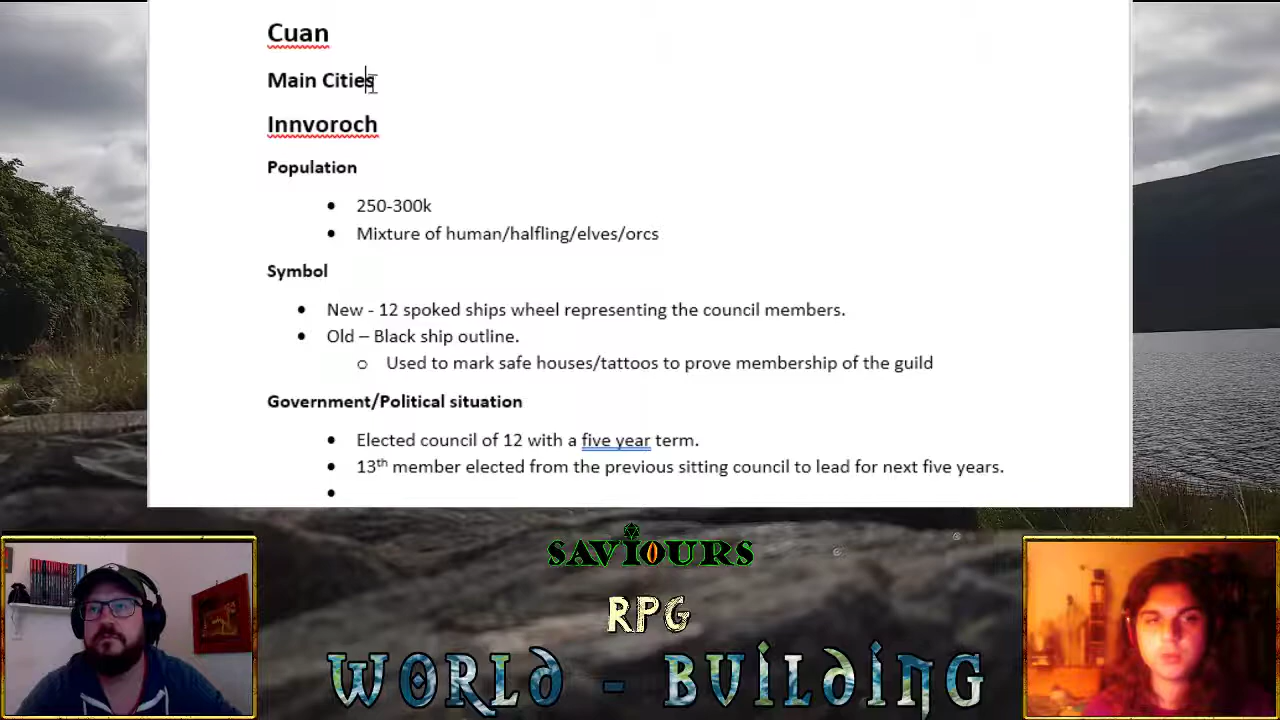 Cuan
Main Cities
Innvoroch
Population
• 250-300k
• Mixture of human/halfling/elves/orcs
Symbol
• New - 12 spoked ships wheel representing the council members.
• Old – Black ship outline.
o Used to mark safe houses/tattoos to prove membership of the guild
Government/Political situation
• Elected council of 12 with a five year term.
• 13th member elected from the previous sitting council to lead for next five years.
•
SAVIOURS
RPG
WORLD - BUILDING